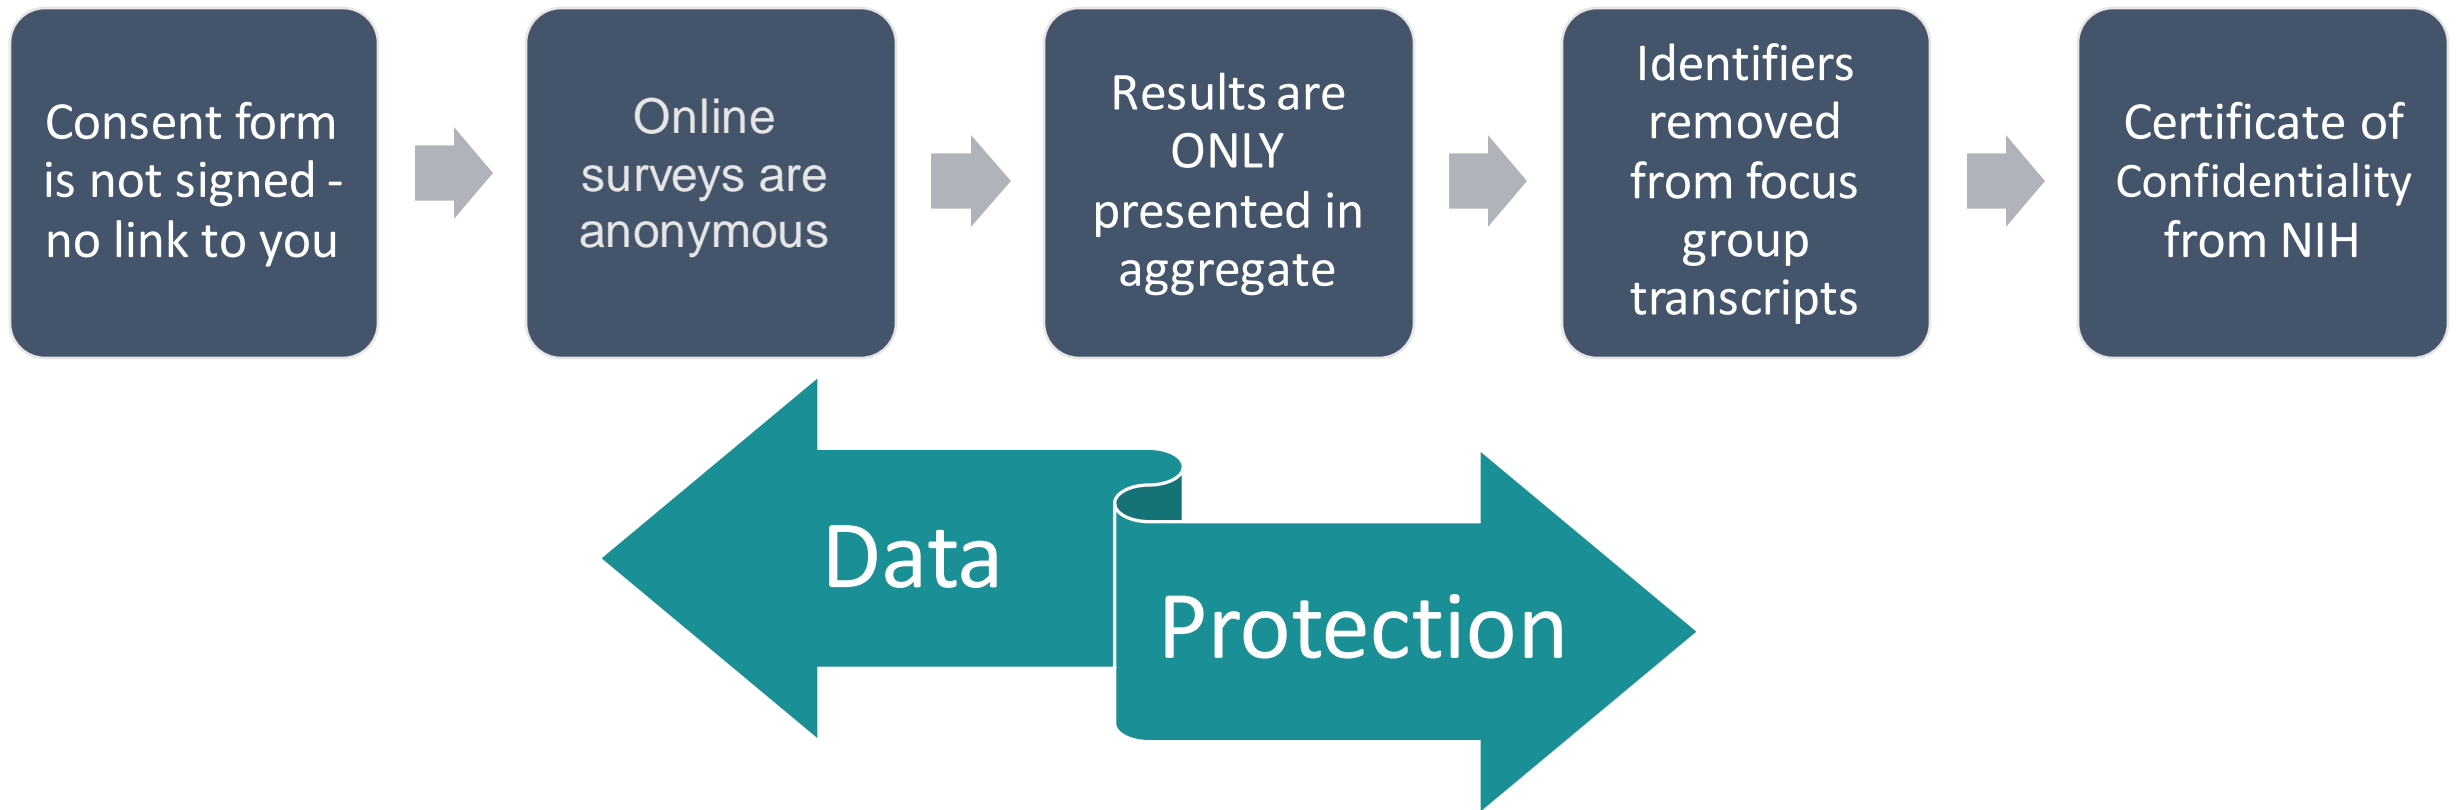 Consent form
is not signed -
no link to you
Online
surveys are
anonymous
Results are
ONLY
presented in
aggregate
Identifiers
removed
from focus
group
transcripts
Certificate of
Confidentiality
from NIH
Data
Protection